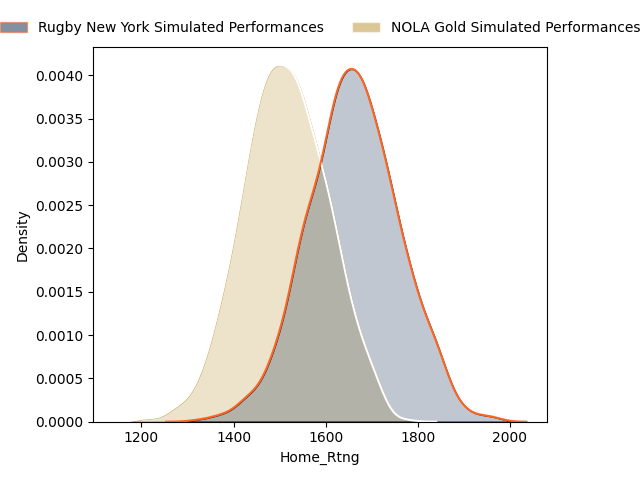 Rugby New York Simulated Performances NOLA Gold Simulated Performances
0.0040
0.0035
0.0030
0.0025
0.0020
0.0015
0.0010
0.0005
0.0000
Density
1200 1400 1600 1800 2000
Home_Rtng